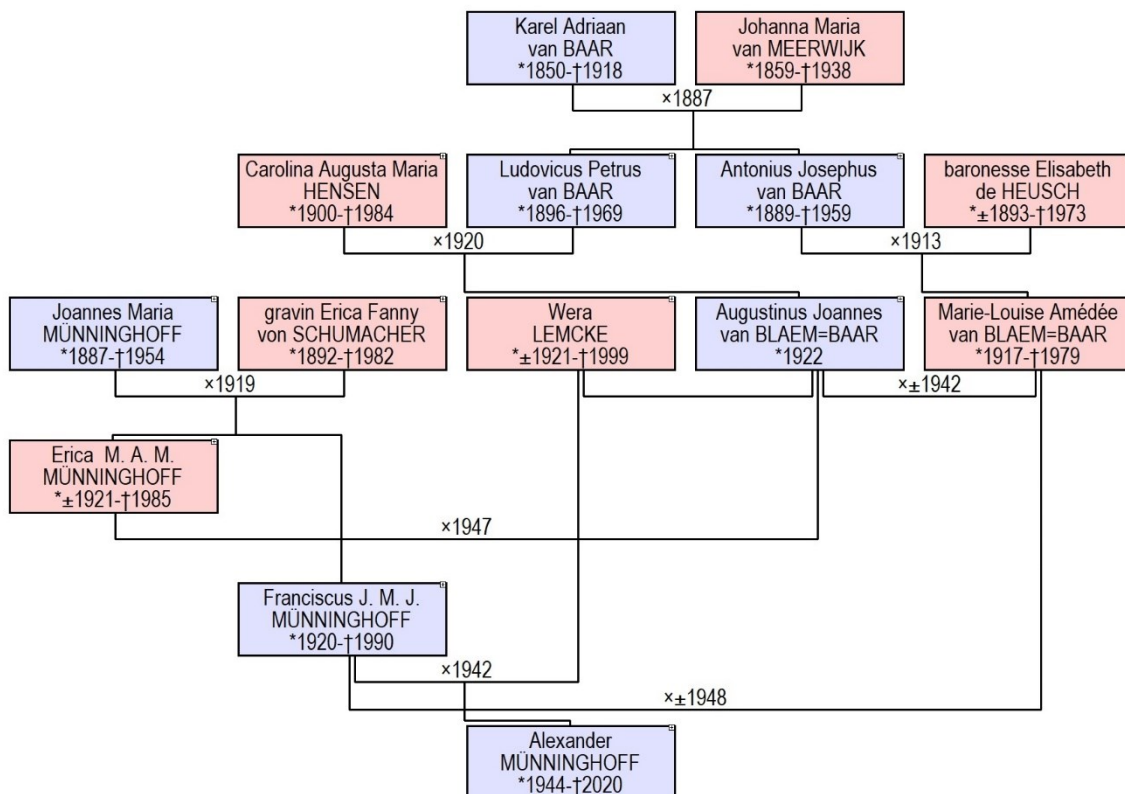 Karel Adriaan
van BAAR
*1850-†1918
Johanna Maria
van MEERWIJK
*1859-†1938
×1887
Carolina Augusta Maria
HENSEN
*1900-†1984
Ludovicus Petrus
van BAAR
*1896-†1969
Antonius Josephus
van BAAR
*1889-†1959
baronesse Elisabeth
de HEUSCH
*±1893-†1973
×1920
×1913
Joannes Maria
MÜNNINGHOFF
*1887-†1954
gravin Erica Fanny
von SCHUMACHER
*1892-†1982
Wera
LEMCKE
*±1921-†1999
Augustinus Joannes
van BLAEM=BAAR
*1922
Marie-Louise Amédée
van BLAEM=BAAR
*1917-†1979
×1919
×±1942
Erica M. A. M.
MÜNNINGHOFF
*±1921-†1985
×1947
Franciscus J. M. J.
MÜNNINGHOFF
*1920-†1990
×1942
×±1948
Alexander
MÜNNINGHOFF
*1944-†2020